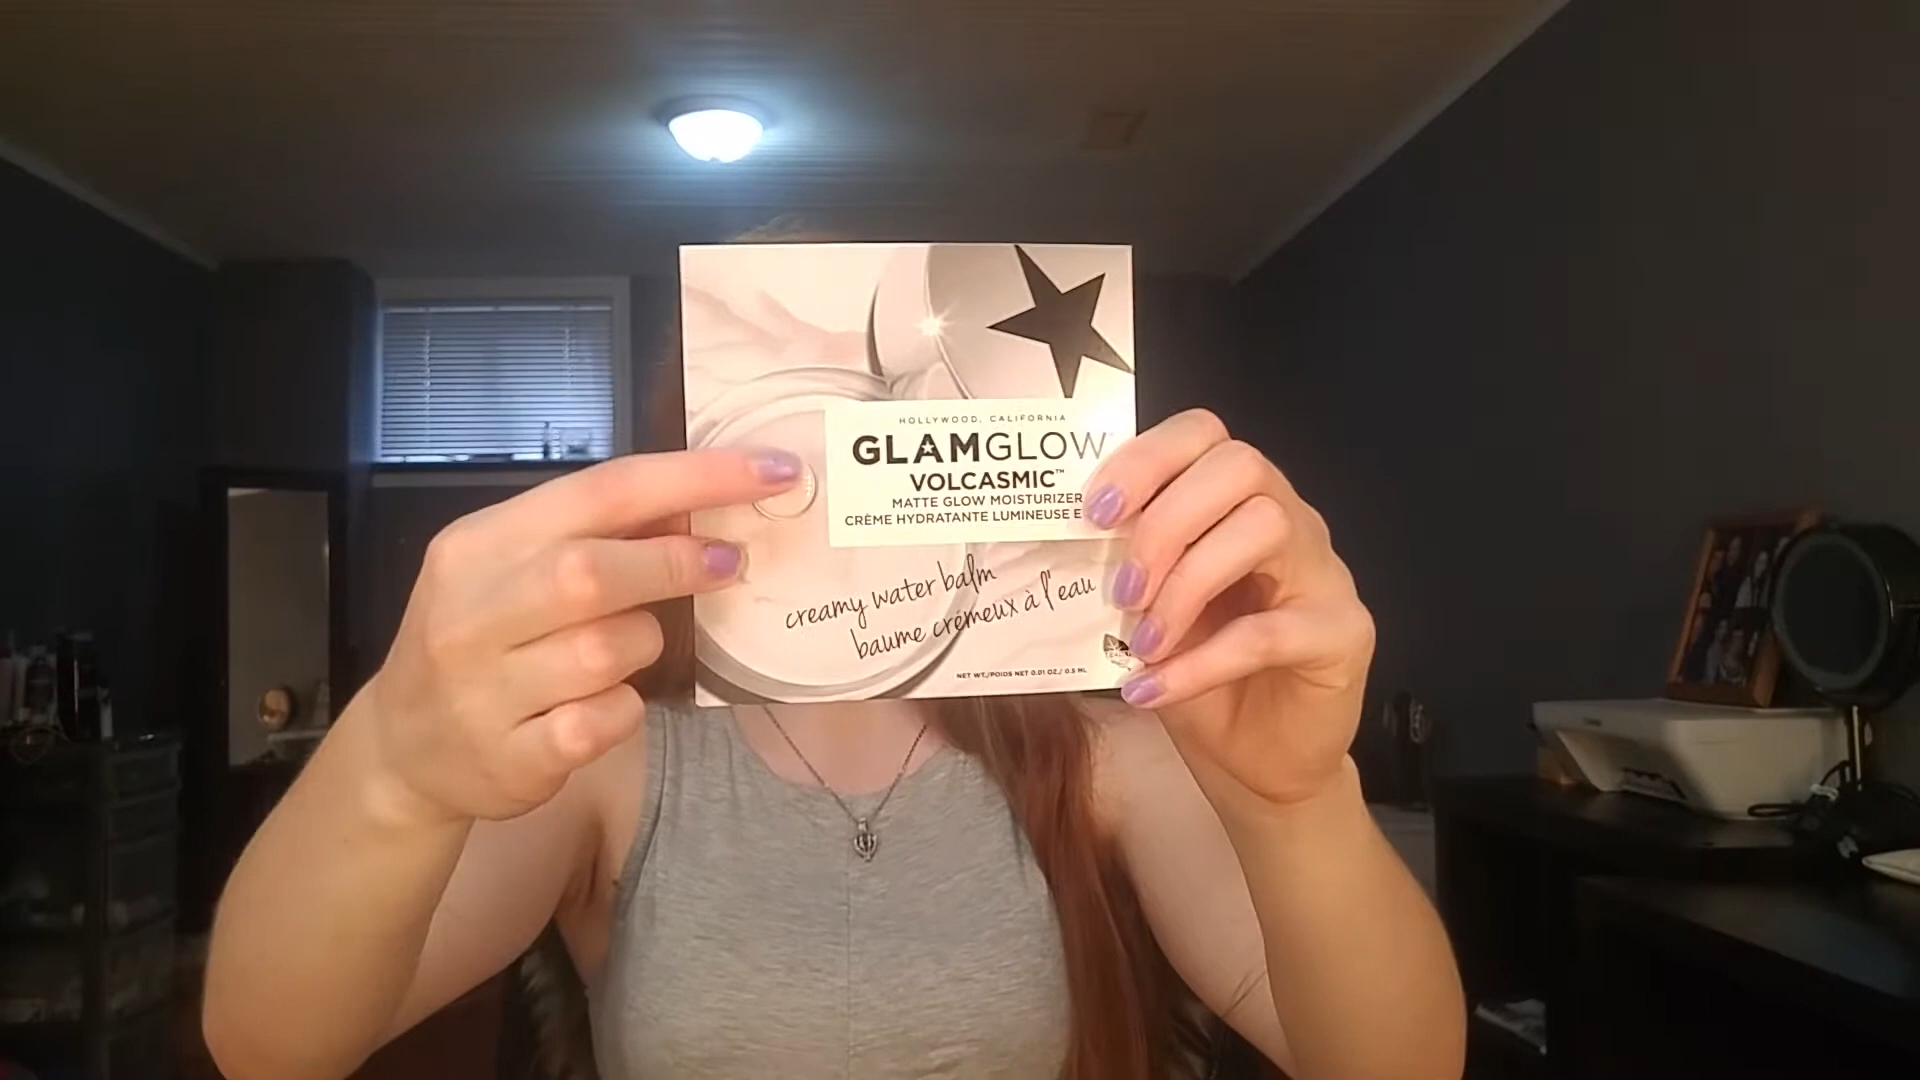 HOLLYWOOD, CALIFORNIA
GLAMGLOW
VOLCASMIC™
MATTE GLOW MOISTURIZER
CRÈME HYDRATANTE LUMINEUSE E
creamy water balm
baume crémeux à l'eau
NET WT./POIDS NET 0.01 OZ./ 0.5 ML